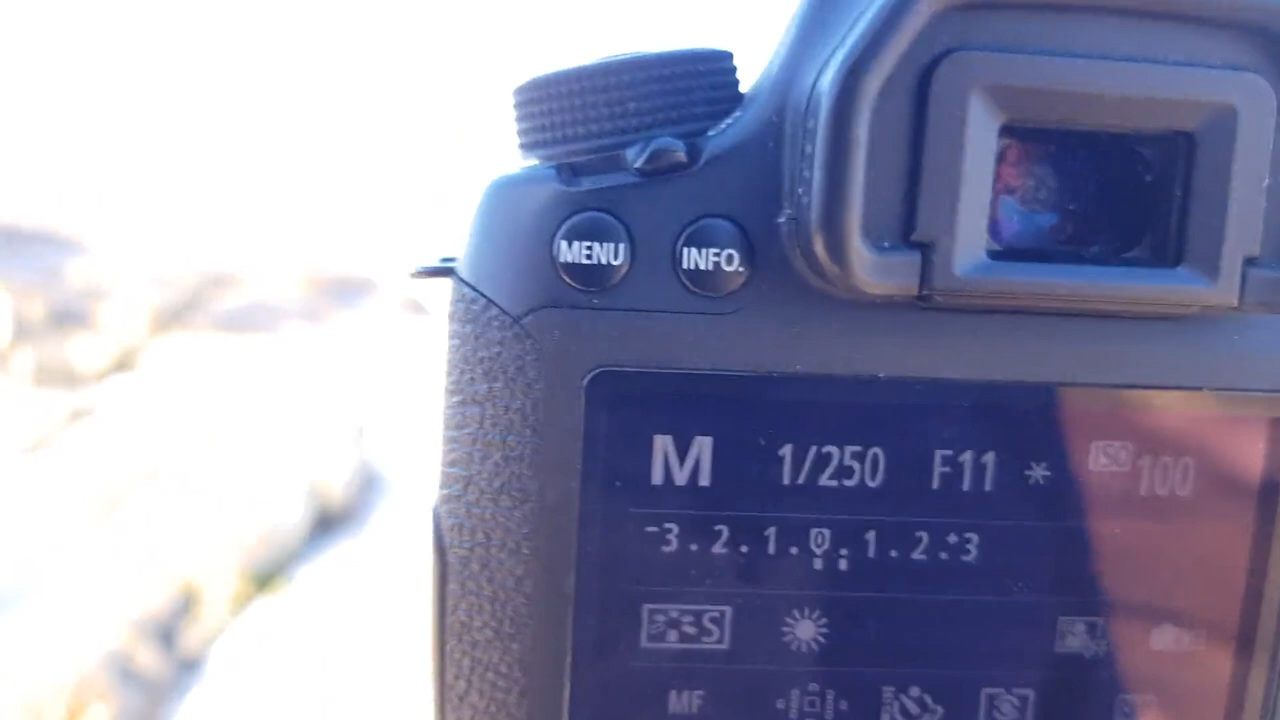 MENU INFO.
M 1/250 F11 * ISO 100
-3.2.1.0.1.2.+3
S
MF